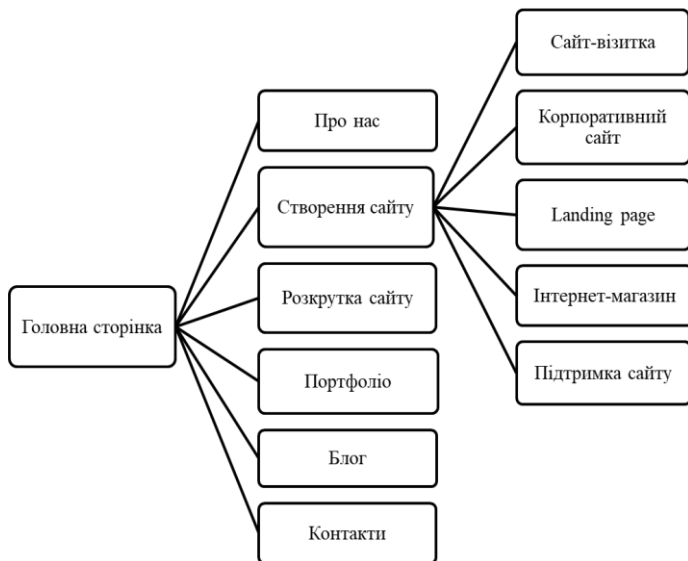 Головна сторінка
Про нас
Створення сайту
Розкрутка сайту
Портфоліо
Блог
Контакти
Сайт-візитка
Корпоративний
сайт
Landing page
Інтернет-магазин
Підтримка сайту